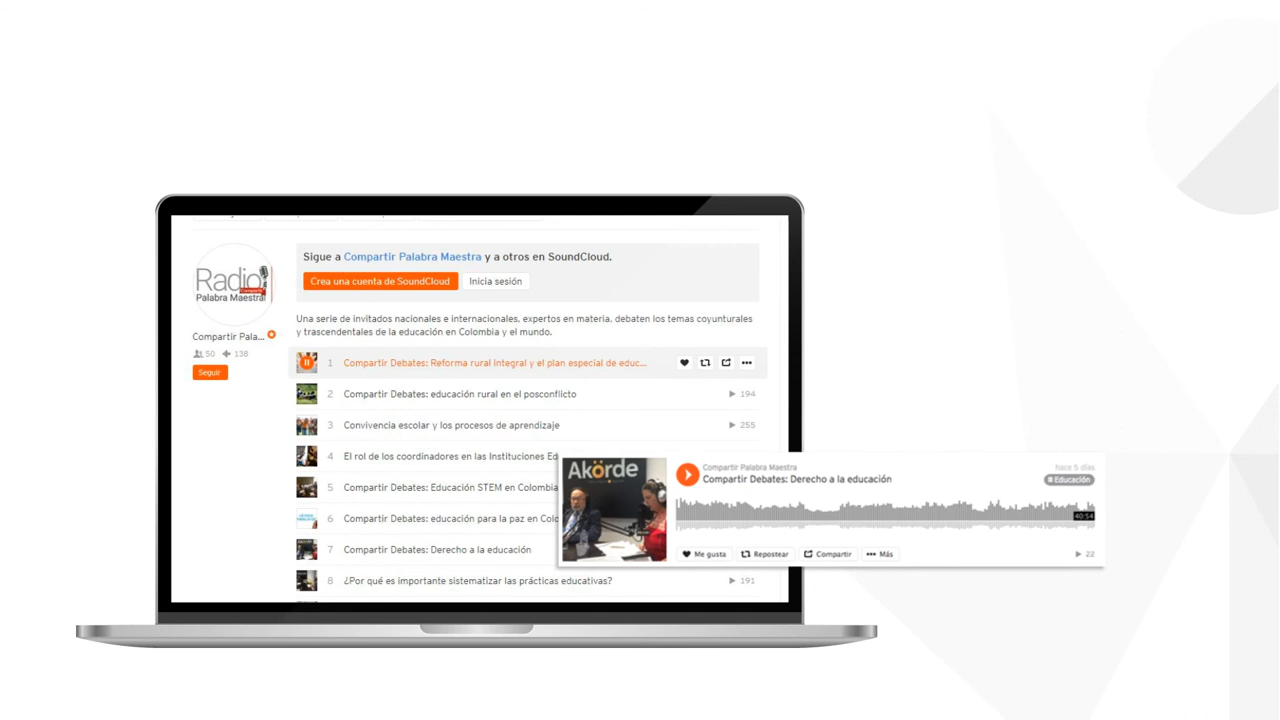 Radio
Compartir
Palabra Maestra
Compartir Pala...
50 138
Seguir
Sigue a Compartir Palabra Maestra y a otros en SoundCloud.
Crea una cuenta de SoundCloud Inicia sesión
Una serie de invitados nacionales e internacionales, expertos en materia, debaten los temas coyunturales
y trascendentales de la educación en Colombia y el mundo.
1 Compartir Debates: Reforma rural integral y el plan especial de educ...
2 Compartir Debates: educación rural en el posconflicto 194
3 Convivencia escolar y los procesos de aprendizaje 255
4 El rol de los coordinadores en las Instituciones Ed
5 Compartir Debates: Educación STEM en Colombia
6 Compartir Debates: educación para la paz en Colo
7 Compartir Debates: Derecho a la educación
8 ¿Por qué es importante sistematizar las prácticas educativas? 191
Akörde
Compartir Palabra Maestra hace 5 días
Compartir Debates: Derecho a la educación # Educación
40:54
Me gusta Repostear Compartir Más 22